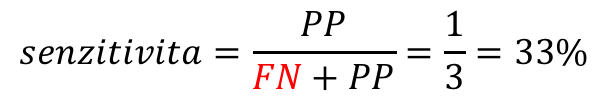 senzitivita = PP / FN + PP = 1 / 3 = 33%